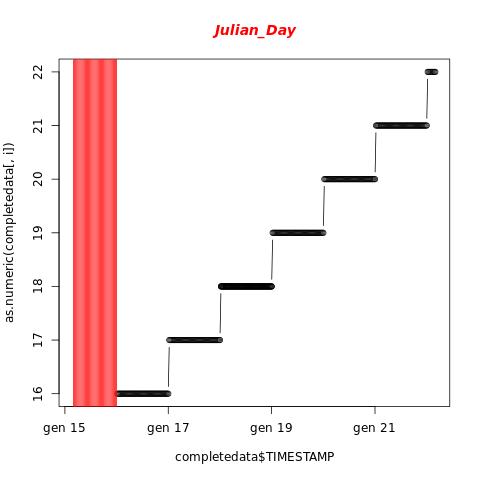 Julian_Day
as.numeric(completedata[, i])
22
21
20
19
18
17
16
gen 15 gen 17 gen 19 gen 21
completedata$TIMESTAMP